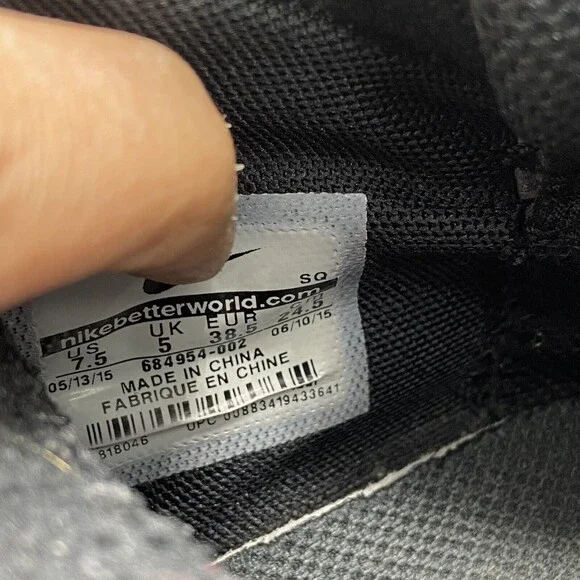 SQ
nikebetterworld.com
US UK EUR
7.5 5 38.5 24.5
05/13/15 684954-002 06/10/15
MADE IN CHINA
FABRIQUE EN CHINE
818046 UPC 00883419433641